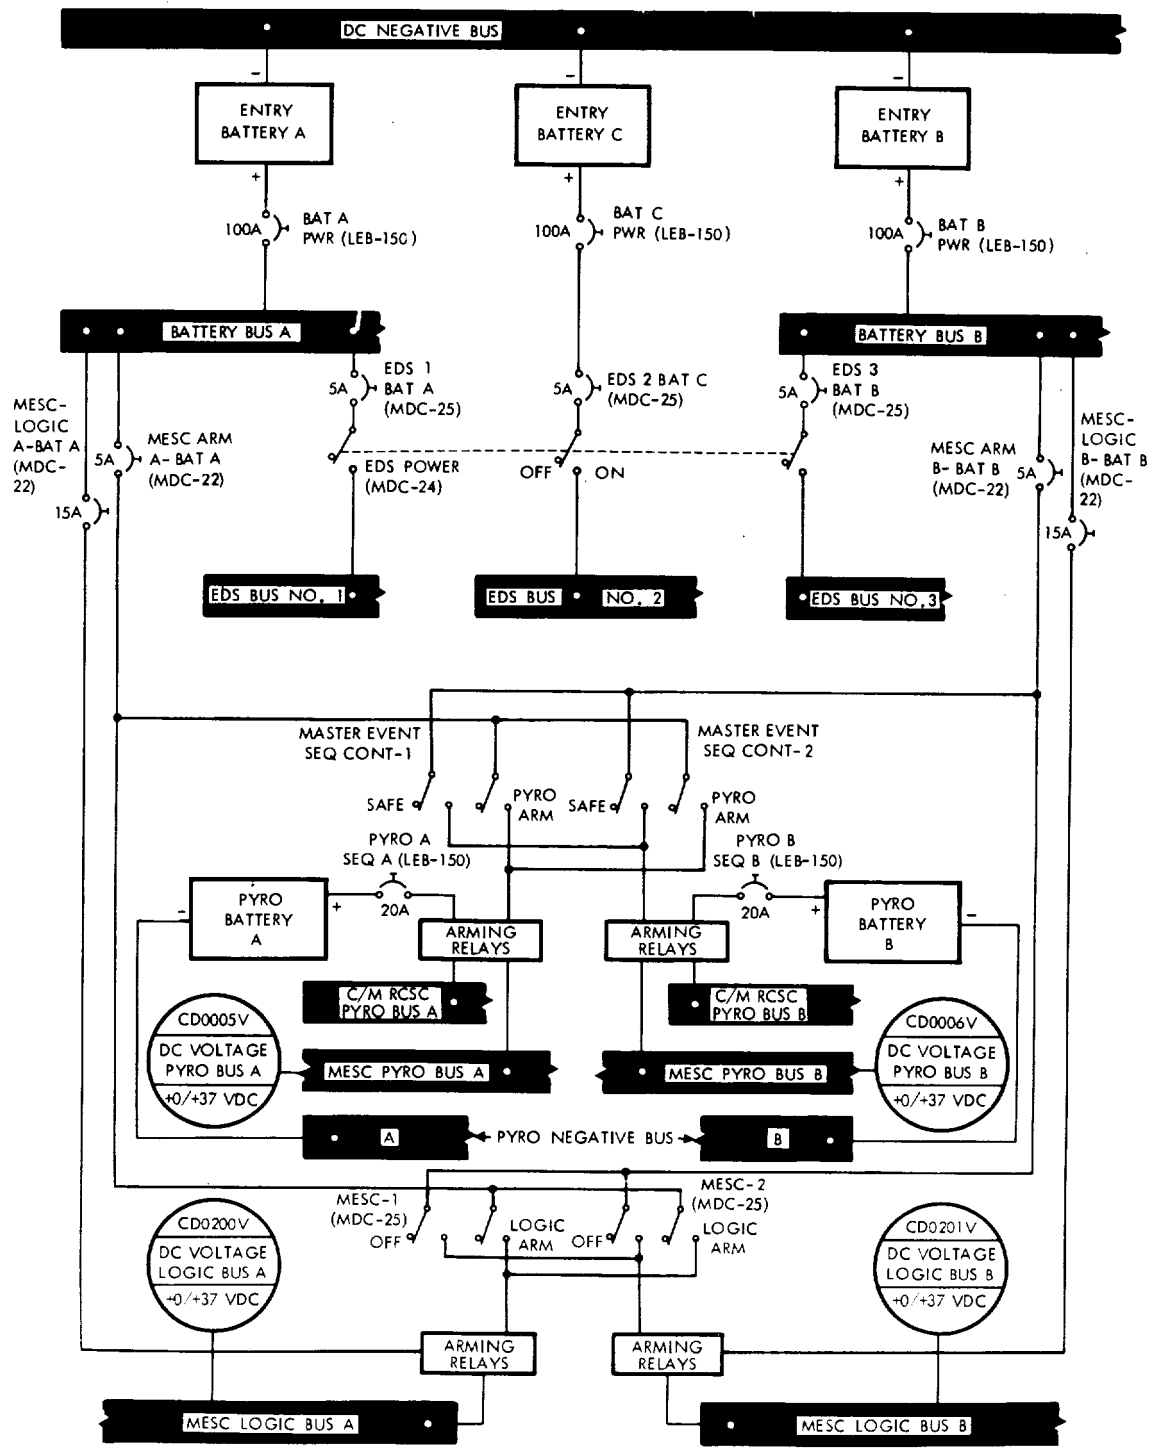 DC NEGATIVE BUS
−
−
−
ENTRY
BATTERY A
ENTRY
BATTERY C
ENTRY
BATTERY B
+
+
+
100A
BAT A
PWR (LEB-150)
100A
BAT C
PWR (LEB-150)
100A
BAT B
PWR (LEB-150)
BATTERY BUS A
BATTERY BUS B
MESC-
LOGIC
A-BAT A
(MDC-
22)
15A
5A
MESC ARM
A- BAT A
(MDC-22)
5A
EDS 1
BAT A
(MDC-25)
EDS POWER
(MDC-24)
5A
EDS 2 BAT C
(MDC-25)
OFF
ON
5A
EDS 3
BAT B
(MDC-25)
MESC ARM
B- BAT B
(MDC-22)
5A
MESC-
LOGIC
B- BAT B
(MDC-
22)
15A
EDS BUS NO. 1
EDS BUS NO. 2
EDS BUS NO.3
MASTER EVENT
SEQ CONT-1
MASTER EVENT
SEQ CONT-2
SAFE
PYRO
ARM
SAFE
PYRO
ARM
PYRO A
SEQ A (LEB-150)
PYRO B
SEQ B (LEB-150)
−
PYRO
BATTERY
A
+
20A
ARMING
RELAYS
ARMING
RELAYS
20A
+
PYRO
BATTERY
B
−
C/M RCSC
PYRO BUS A
C/M RCSC
PYRO BUS B
CD0005V
DC VOLTAGE
PYRO BUS A
+0/+37 VDC
MESC PYRO BUS A
MESC PYRO BUS B
CD0006V
DC VOLTAGE
PYRO BUS B
+0/+37 VDC
A
PYRO NEGATIVE BUS
B
MESC-1
(MDC-25)
OFF
LOGIC
ARM
OFF
MESC-2
(MDC-25)
LOGIC
ARM
CD0200V
DC VOLTAGE
LOGIC BUS A
+0/+37 VDC
CD0201V
DC VOLTAGE
LOGIC BUS B
+0/+37 VDC
ARMING
RELAYS
ARMING
RELAYS
MESC LOGIC BUS A
MESC LOGIC BUS B